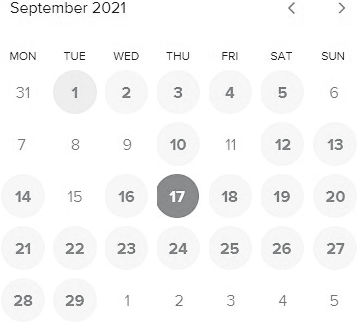 September 2021
MON TUE WED THU FRI SAT SUN
31 1 2 3 4 5 6
7 8 9 10 11 12 13
14 15 16 17 18 19 20
21 22 23 24 25 26 27
28 29 1 2 3 4 5